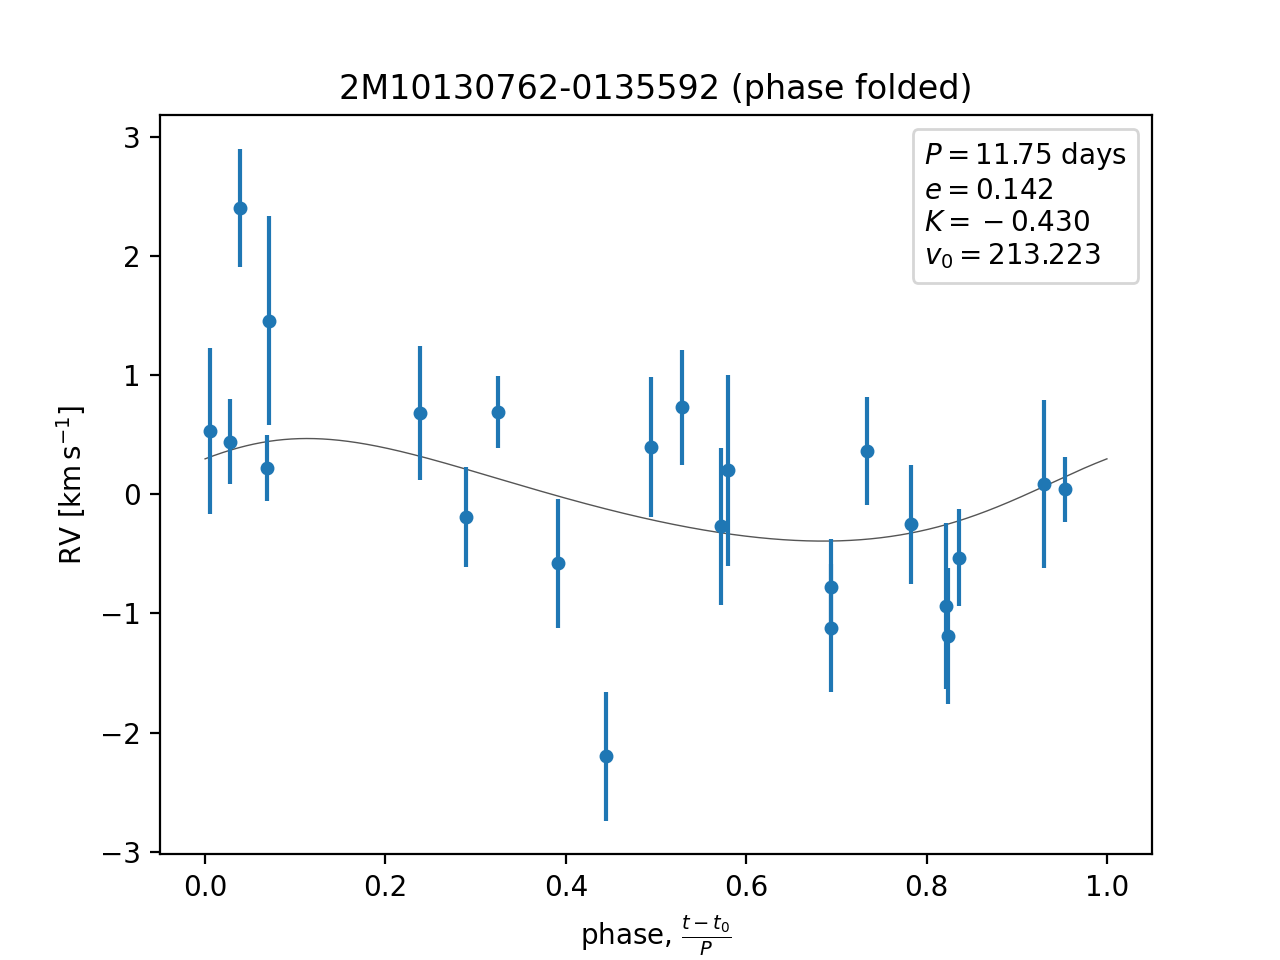 2M10130762-0135592 (phase folded)
P = 11.75 days
e = 0.142
K = −0.430
v₀ = 213.223
RV [km s⁻¹]
3
2
1
0
−1
−2
−3
0.0 0.2 0.4 0.6 0.8 1.0
phase, (t − t₀)/P